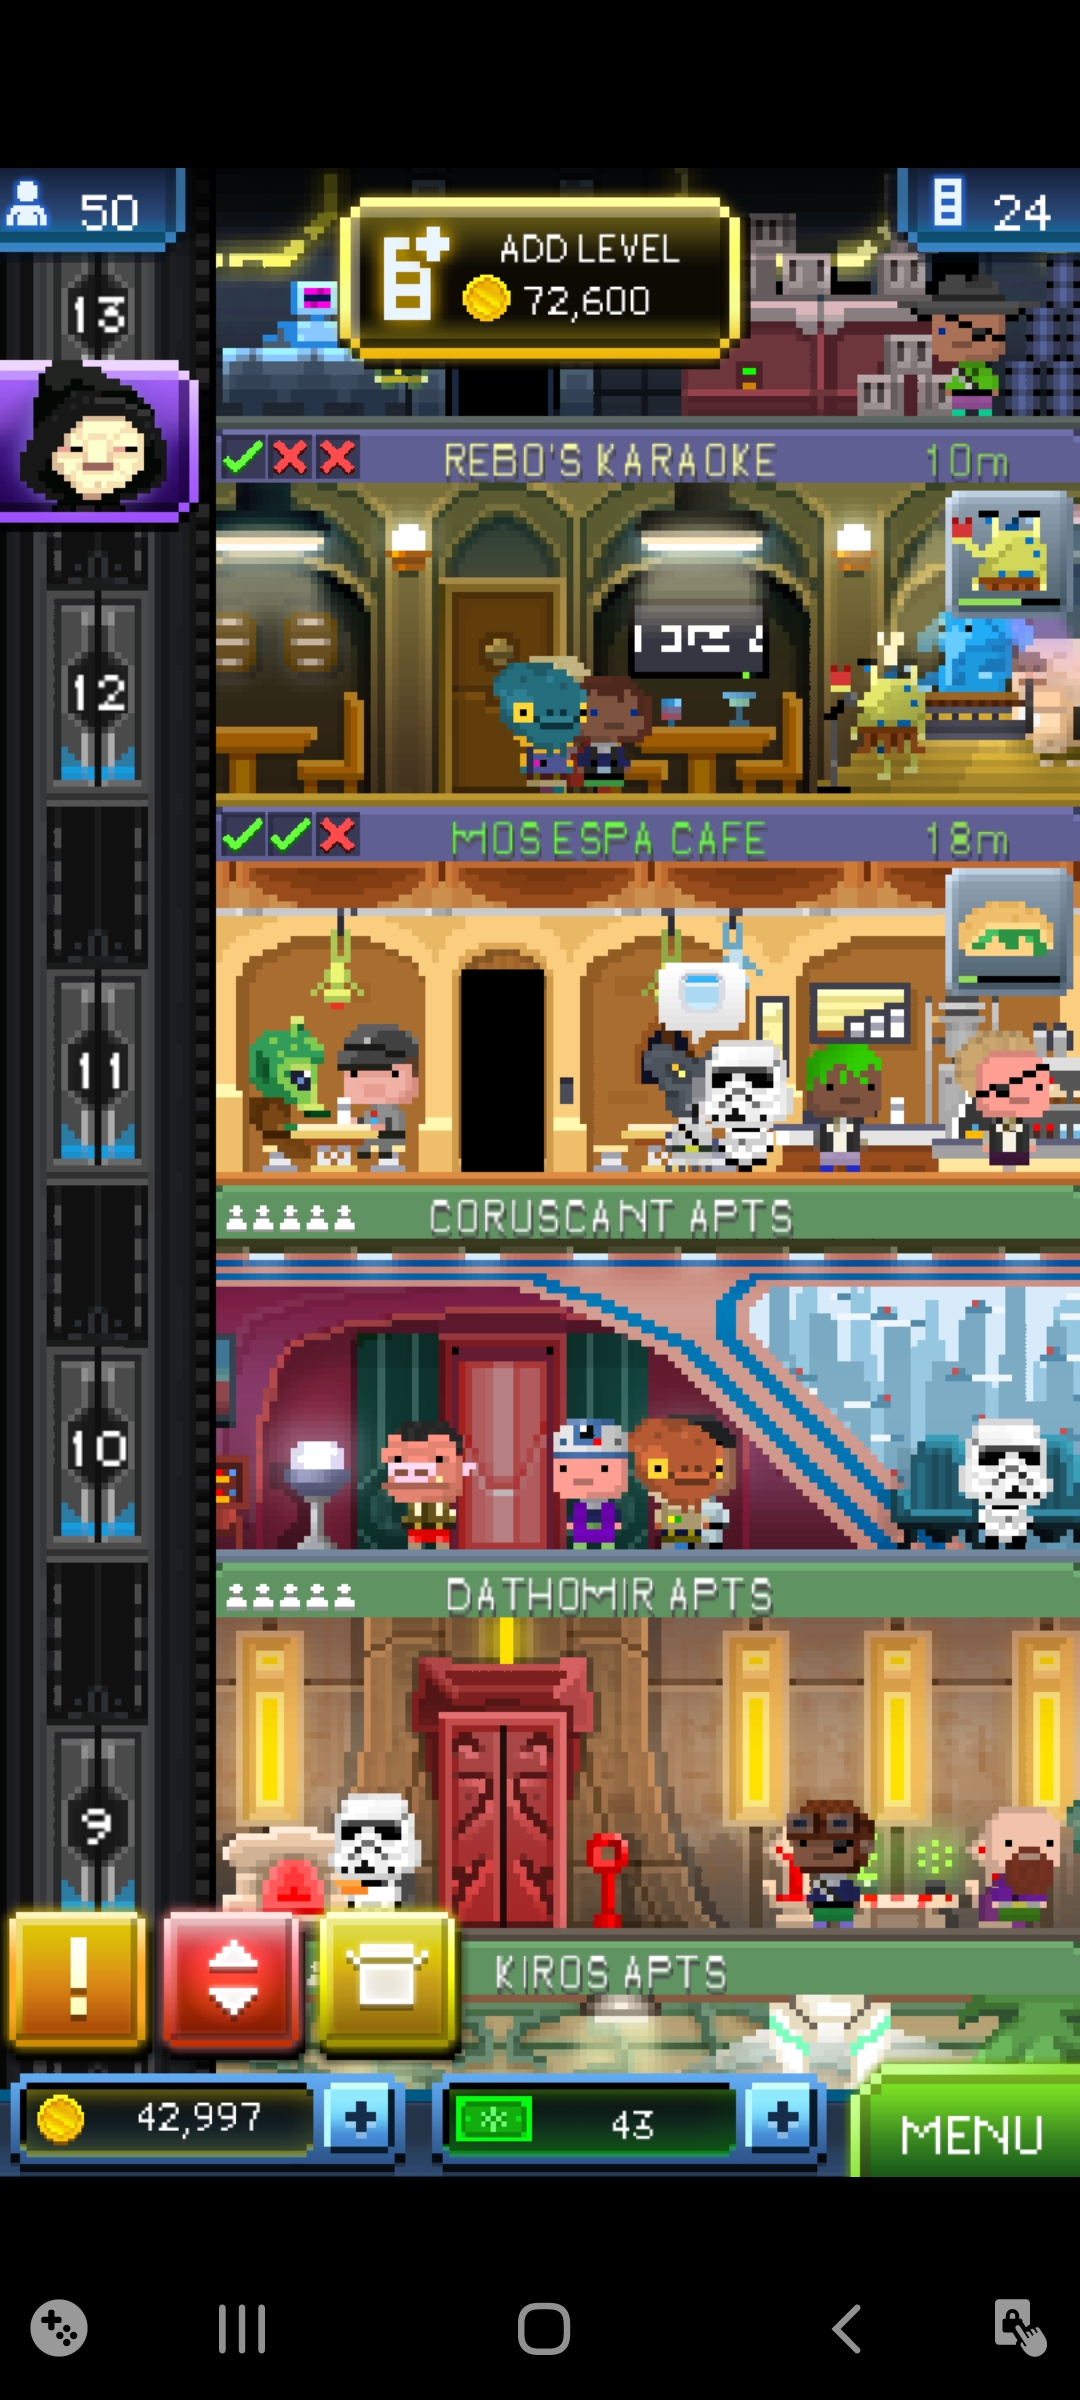 50
ADD LEVEL
72,600
24
13
REBO'S KARAOKE 10m
12
MOS ESPA CAFE 18m
11
CORUSCANT APTS
10
DATHOMIR APTS
9
KIROS APTS
42,997
43
MENU